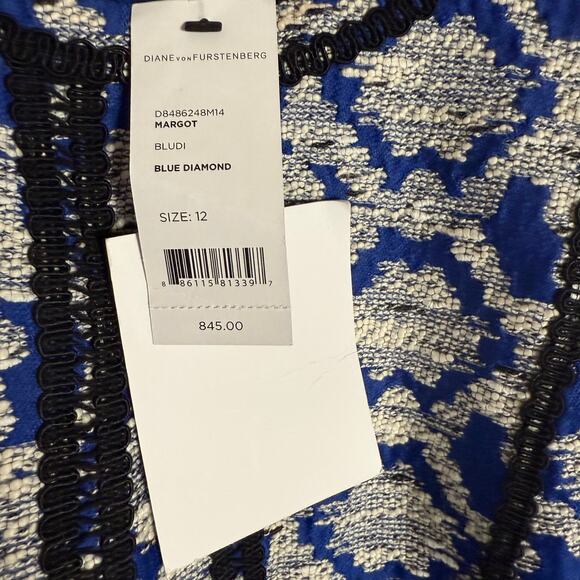 DIANE VON FURSTENBERG
D8486248M14
MARGOT
BLUDI
BLUE DIAMOND
SIZE: 12
8 86115 81339 7
845.00